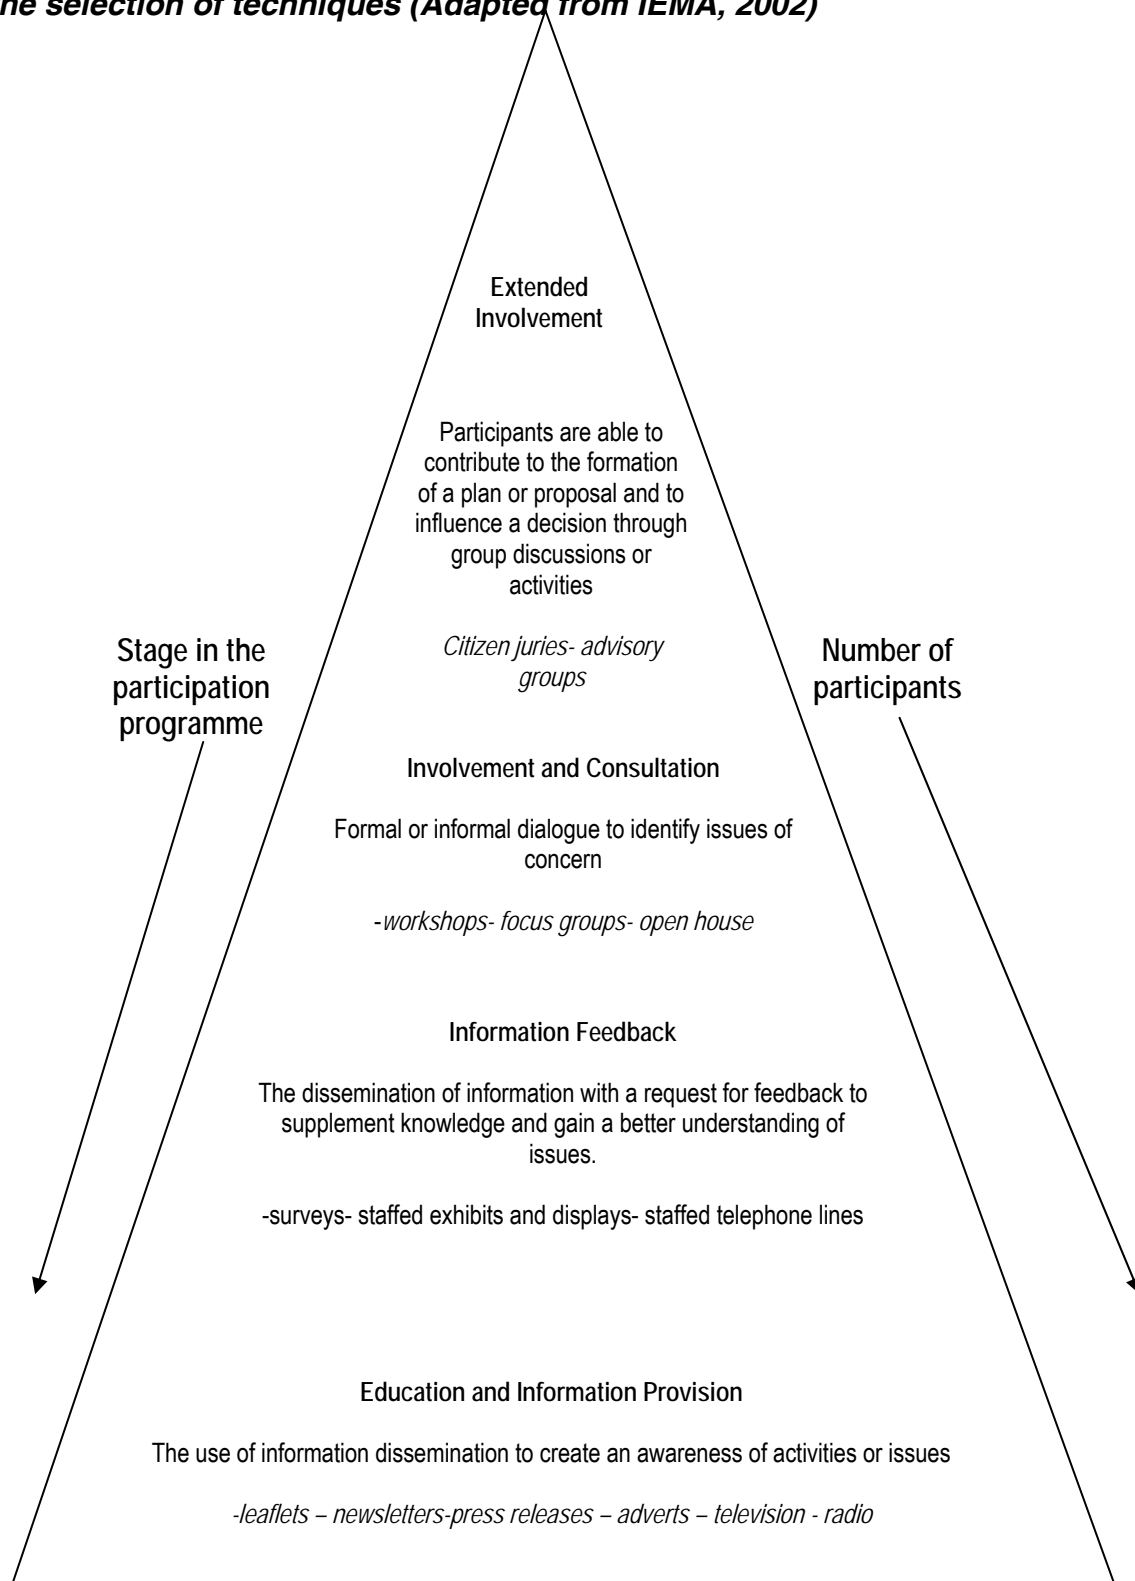 he selection of techniques (Adapted from IEMA, 2002)
Extended
Involvement
Participants are able to
contribute to the formation
of a plan or proposal and to
influence a decision through
group discussions or
activities
Citizen juries- advisory
groups
Stage in the
participation
programme
Number of
participants
Involvement and Consultation
Formal or informal dialogue to identify issues of
concern
-workshops- focus groups- open house
Information Feedback
The dissemination of information with a request for feedback to
supplement knowledge and gain a better understanding of
issues.
-surveys- staffed exhibits and displays- staffed telephone lines
Education and Information Provision
The use of information dissemination to create an awareness of activities or issues
-leaflets – newsletters-press releases – adverts – television - radio